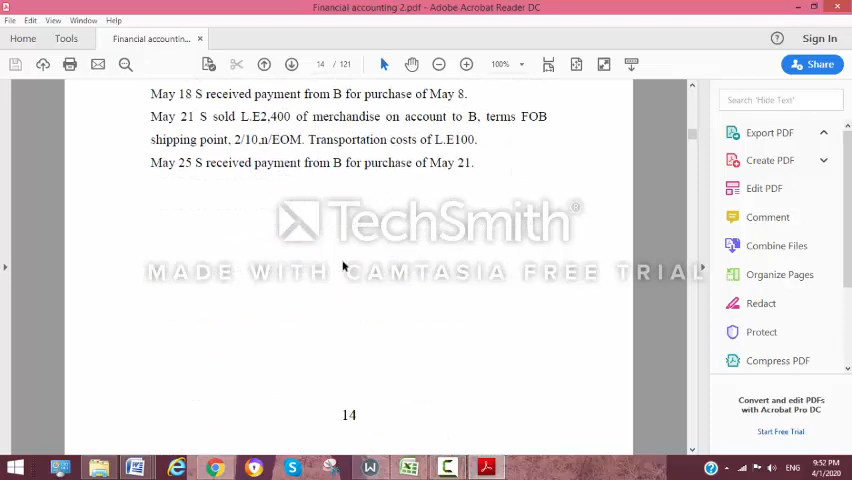 Financial accounting 2.pdf - Adobe Acrobat Reader DC
File Edit View Window Help
Home Tools Financial accountin... × Sign In
14 / 121 100% Share
May 18 S received payment from B for purchase of May 8.
May 21 S sold L.E2,400 of merchandise on account to B, terms FOB
shipping point, 2/10,n/EOM. Transportation costs of L.E100.
May 25 S received payment from B for purchase of May 21.
TechSmith®
MADE WITH CAMTASIA FREE TRIAL
14
Search 'Hide Text'
Export PDF
Create PDF
Edit PDF
Comment
Combine Files
Organize Pages
Redact
Protect
Compress PDF
Convert and edit PDFs
with Acrobat Pro DC
Start Free Trial
ENG
9:52 PM
4/1/2020